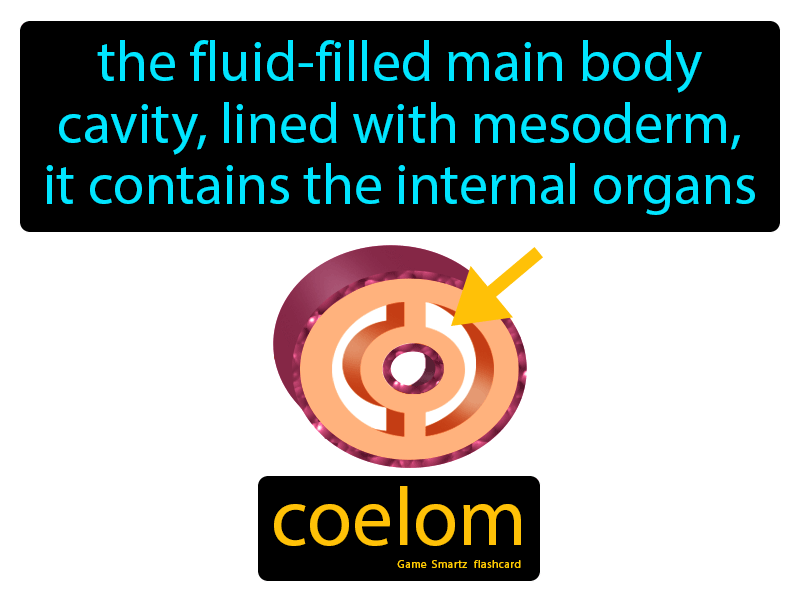 the fluid-filled main body
cavity, lined with mesoderm,
it contains the internal organs
coelom
Game Smartz flashcard